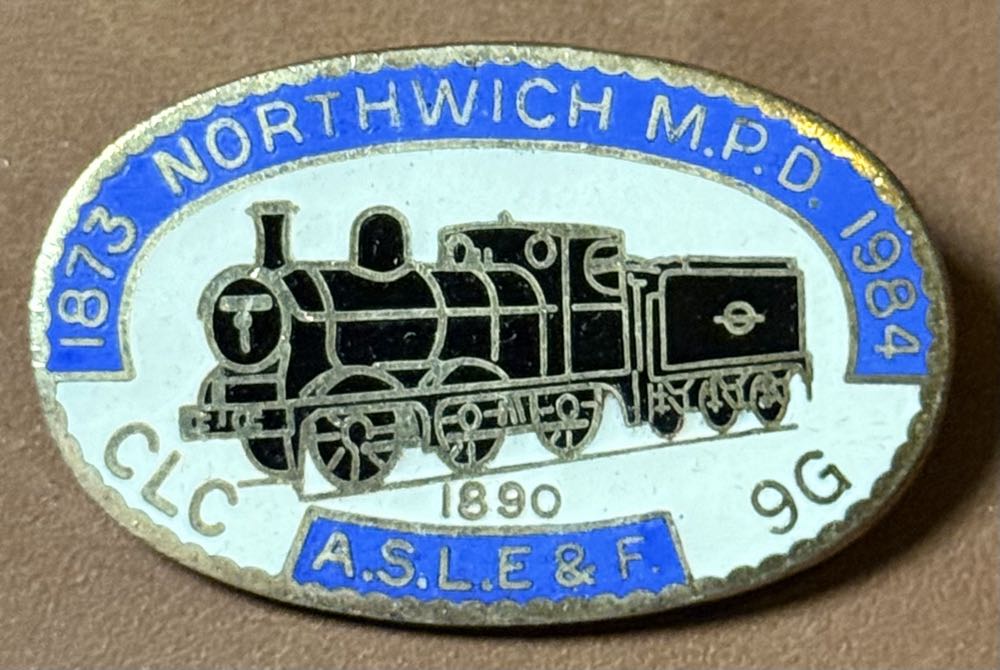 1873 NORTHWICH M.P.D. 1984
CLC
1890
9G
A.S.L.E & F.